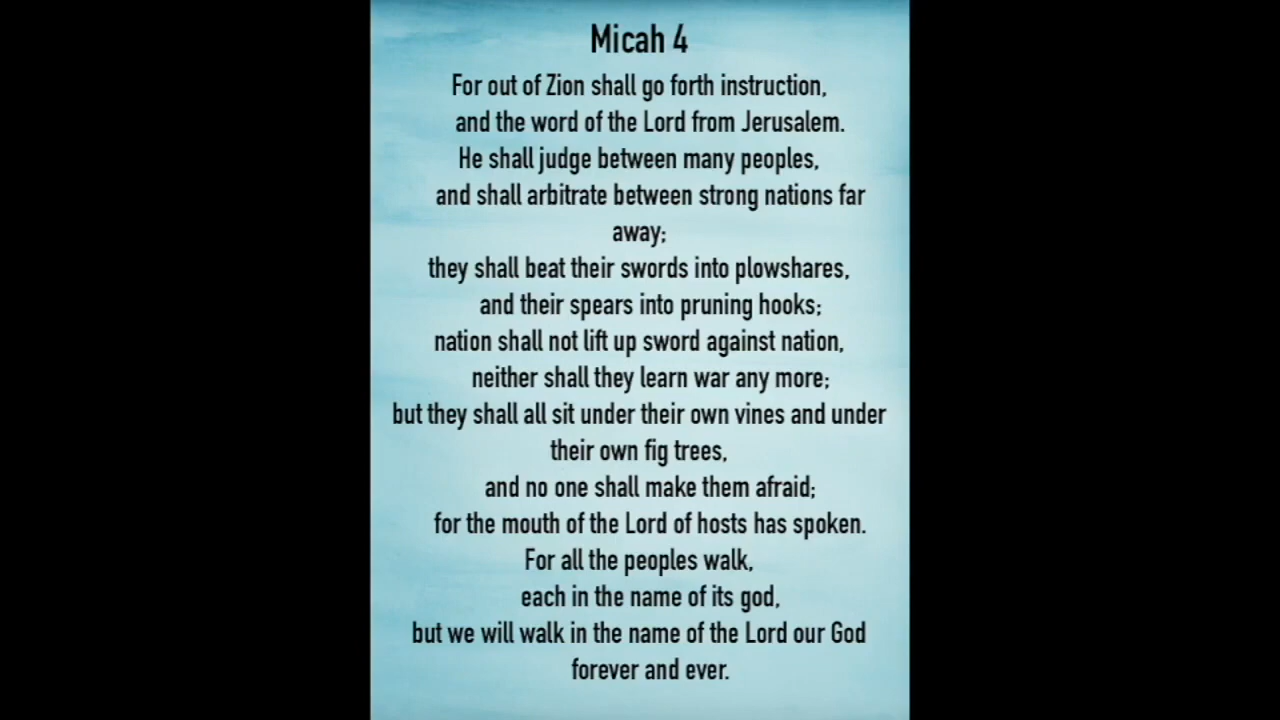 Micah 4
For out of Zion shall go forth instruction,
and the word of the Lord from Jerusalem.
He shall judge between many peoples,
and shall arbitrate between strong nations far
away;
they shall beat their swords into plowshares,
and their spears into pruning hooks;
nation shall not lift up sword against nation,
neither shall they learn war any more;
but they shall all sit under their own vines and under
their own fig trees,
and no one shall make them afraid;
for the mouth of the Lord of hosts has spoken.
For all the peoples walk,
each in the name of its god,
but we will walk in the name of the Lord our God
forever and ever.